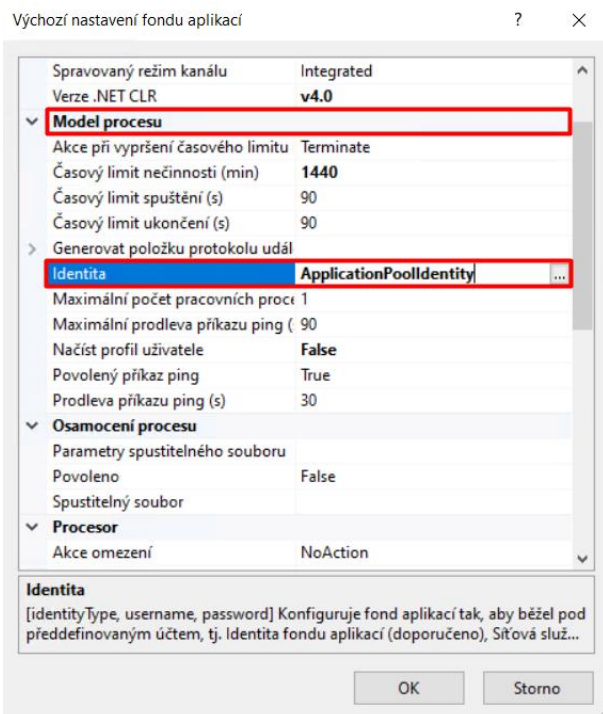 Výchozí nastavení fondu aplikací ? ×
Spravovaný režim kanálu Integrated
Verze .NET CLR v4.0
Model procesu
Akce při vypršení časového limitu Terminate
Časový limit nečinnosti (min) 1440
Časový limit spuštění (s) 90
Časový limit ukončení (s) 90
Generovat položku protokolu udál
Identita ApplicationPoolIdentity ...
Maximální počet pracovních proce 1
Maximální prodleva příkazu ping ( 90
Načíst profil uživatele False
Povolený příkaz ping True
Prodleva příkazu ping (s) 30
Osamocení procesu
Parametry spustitelného souboru
Povoleno False
Spustitelný soubor
Procesor
Akce omezení NoAction
Identita
[identityType, username, password] Konfiguruje fond aplikací tak, aby běžel pod
předdefinovaným účtem, tj. Identita fondu aplikací (doporučeno), Síťová služ...
OK Storno